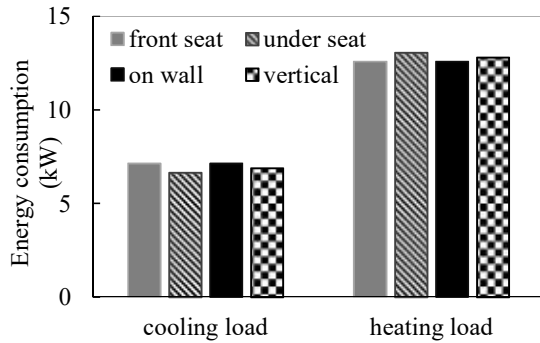 15
10
5
0
Energy consumption
(kW)
front seat
under seat
on wall
vertical
cooling load
heating load